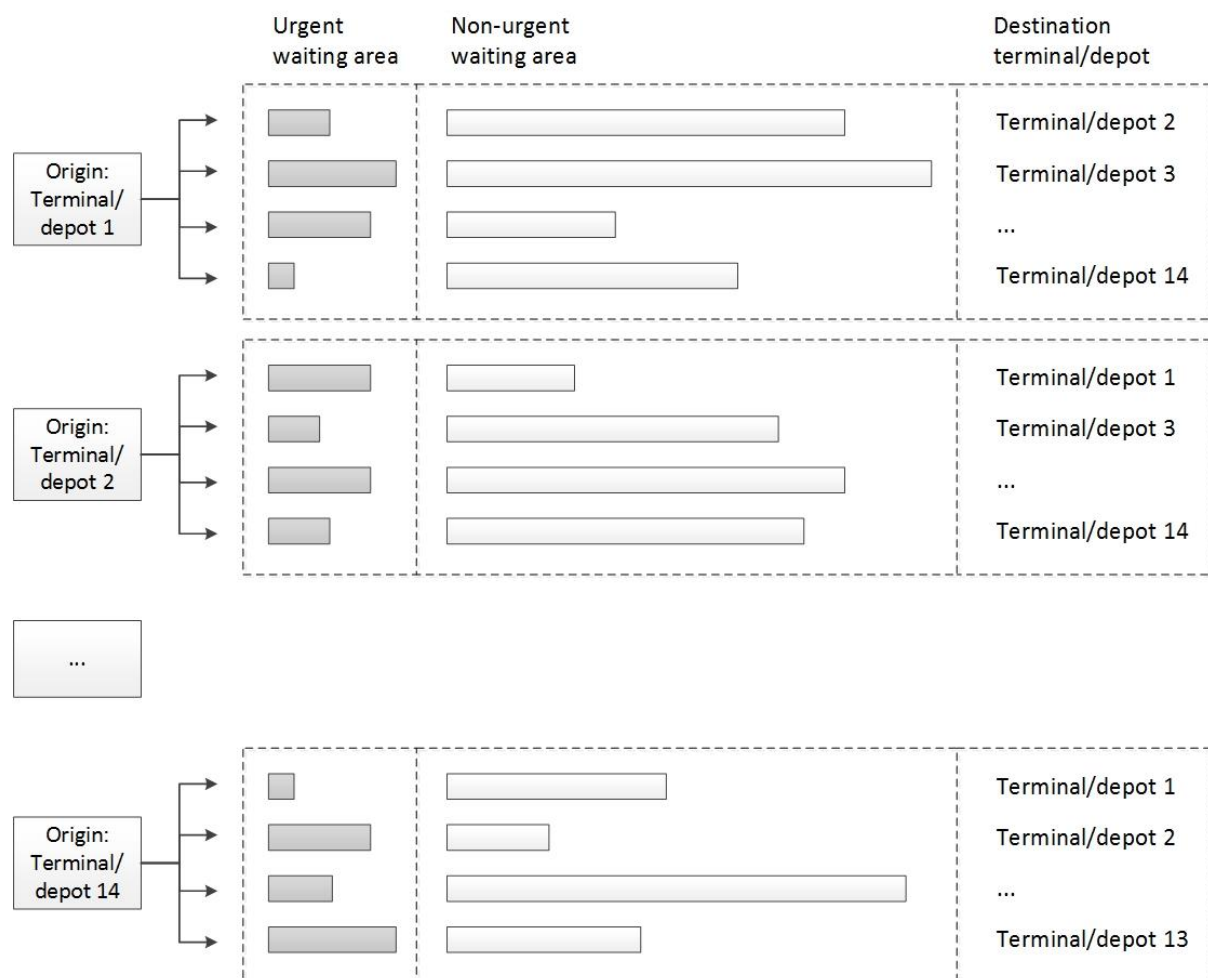 Urgent
waiting area
Non-urgent
waiting area
Destination
terminal/depot
Origin:
Terminal/
depot 1
Terminal/depot 2
Terminal/depot 3
...
Terminal/depot 14
Origin:
Terminal/
depot 2
Terminal/depot 1
Terminal/depot 3
...
Terminal/depot 14
...
Origin:
Terminal/
depot 14
Terminal/depot 1
Terminal/depot 2
...
Terminal/depot 13